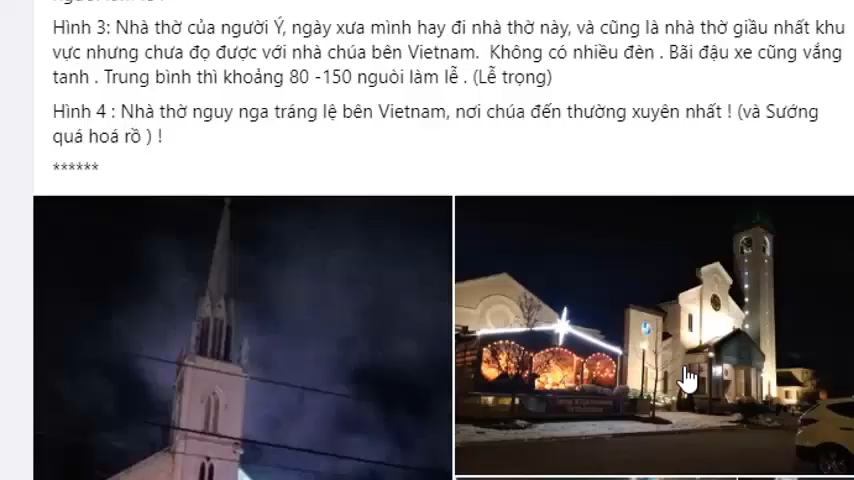 Hình 3: Nhà thờ của người Ý, ngày xưa mình hay đi nhà thờ này, và cũng là nhà thờ giầu nhất khu
vực nhưng chưa đọ được với nhà chúa bên Vietnam. Không có nhiều đèn . Bãi đậu xe cũng vắng
tanh . Trung bình thì khoảng 80 -150 nguòi làm lễ . (Lễ trọng)
Hình 4 : Nhà thờ nguy nga tráng lệ bên Vietnam, nơi chúa đến thường xuyên nhất ! (và Sướng
quá hoá rồ ) !
******